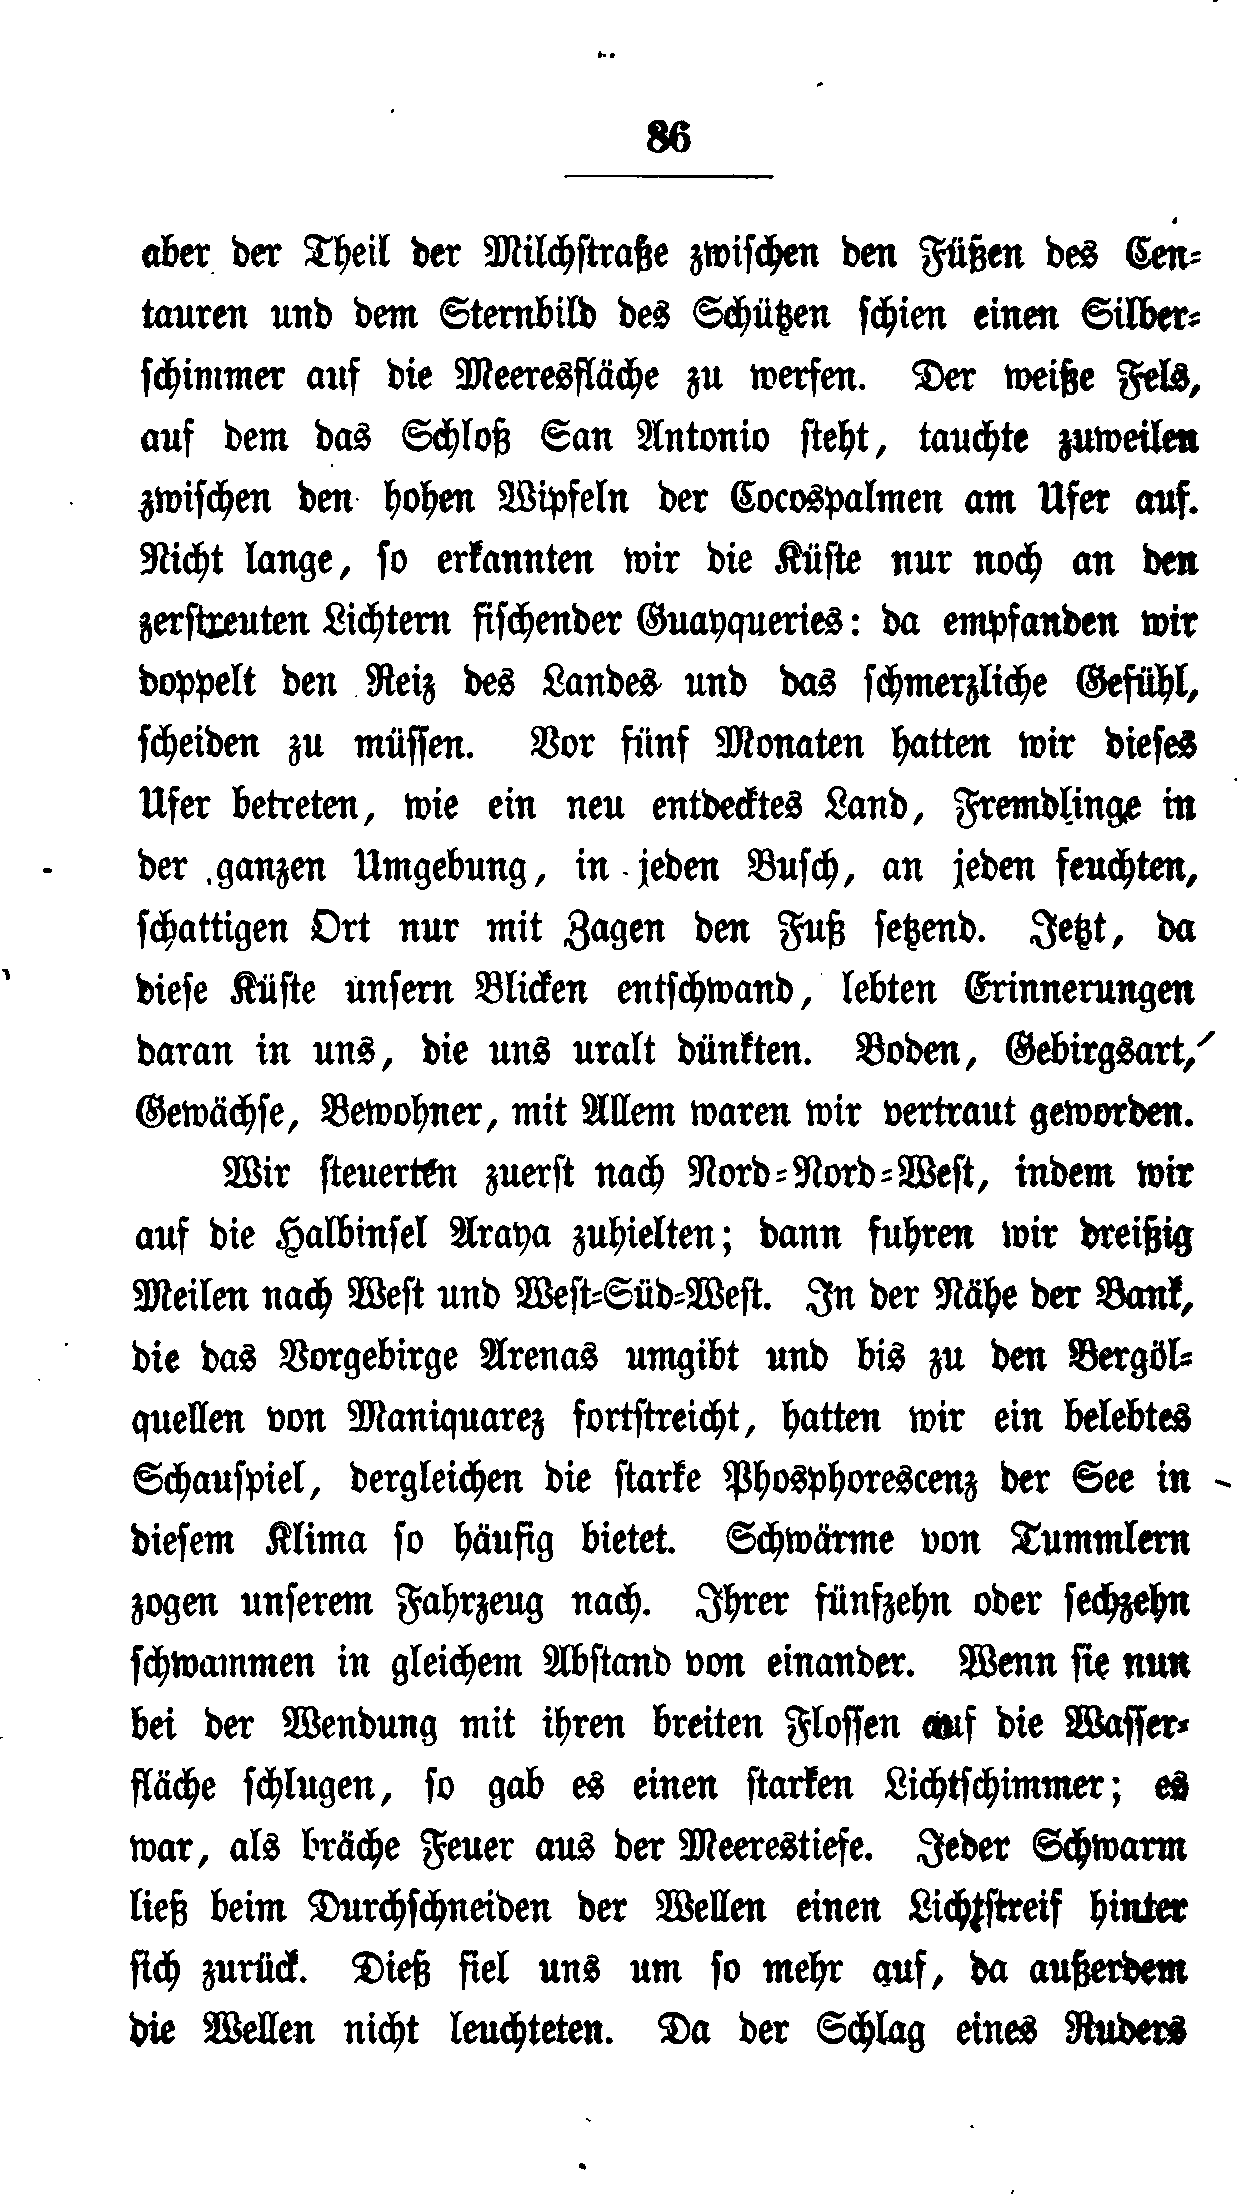 86
aber der Theil der Milchstraße zwischen den Füßen des Cen-
tauren und dem Sternbild des Schützen schien einen Silber-
schimmer auf die Meeresfläche zu werfen. Der weiße Fels,
auf dem das Schloß San Antonio steht, tauchte zuweilen
zwischen den hohen Wipfeln der Cocospalmen am Ufer auf.
Nicht lange, so erkannten wir die Küste nur noch an den
zerstreuten Lichtern fischender Guayqueries: da empfanden wir
doppelt den Reiz des Landes und das schmerzliche Gefühl,
scheiden zu müssen. Vor fünf Monaten hatten wir dieses
Ufer betreten, wie ein neu entdecktes Land, Fremdlinge in
der ganzen Umgebung, in jeden Busch, an jeden feuchten,
schattigen Ort nur mit Zagen den Fuß setzend. Jetzt, da
diese Küste unsern Blicken entschwand, lebten Erinnerungen
daran in uns, die uns uralt dünkten. Boden, Gebirgsart,
Gewächse, Bewohner, mit Allem waren wir vertraut geworden.
Wir steuerten zuerst nach Nord-Nord-West, indem wir
auf die Halbinsel Araya zuhielten; dann fuhren wir dreißig
Meilen nach West und West-Süd-West. In der Nähe der Bank,
die das Vorgebirge Arenas umgibt und bis zu den Bergöl-
quellen von Maniquarez fortstreicht, hatten wir ein belebtes
Schauspiel, dergleichen die starke Phosphorescenz der See in
diesem Klima so häufig bietet. Schwärme von Tummlern
zogen unserem Fahrzeug nach. Ihrer fünfzehn oder sechzehn
schwammen in gleichem Abstand von einander. Wenn sie nun
bei der Wendung mit ihren breiten Flossen auf die Wasser-
fläche schlugen, so gab es einen starken Lichtschimmer; es
war, als bräche Feuer aus der Meerestiefe. Jeder Schwarm
ließ beim Durchschneiden der Wellen einen Lichtstreif hinter
sich zurück. Dieß fiel uns um so mehr auf, da außerdem
die Wellen nicht leuchteten. Da der Schlag eines Ruders